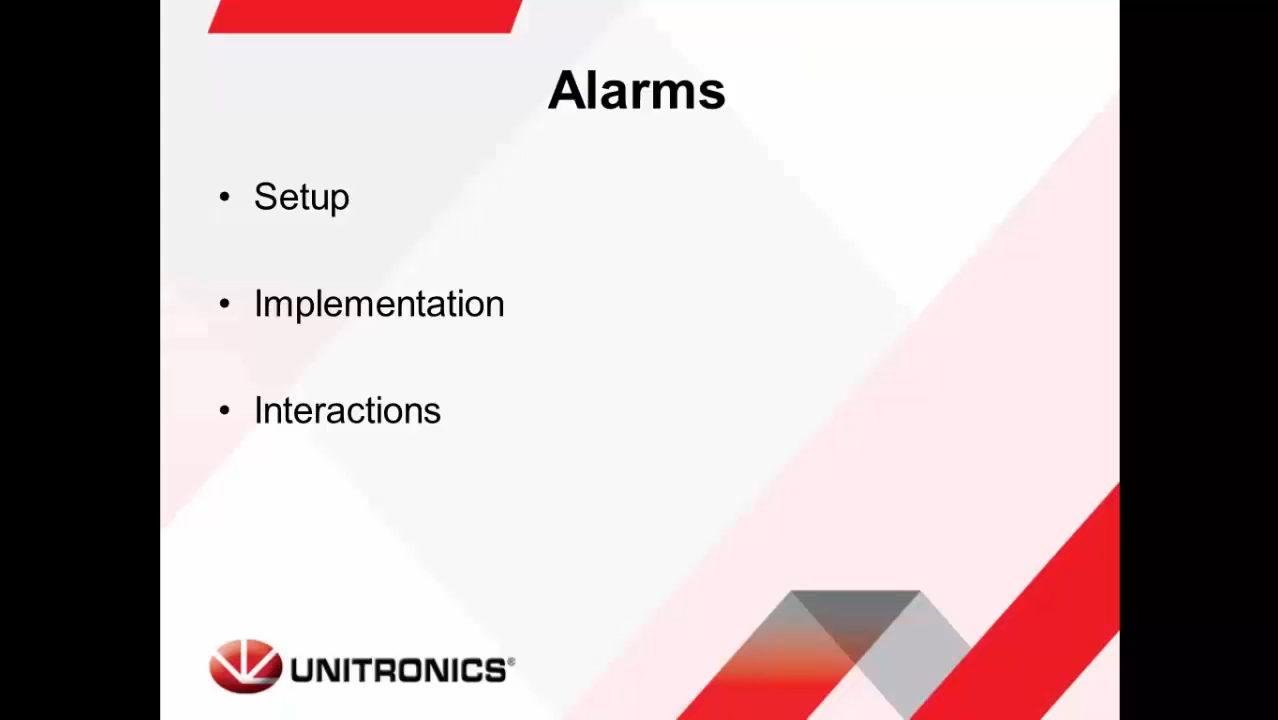 Alarms
• Setup
• Implementation
• Interactions
UNITRONICS®